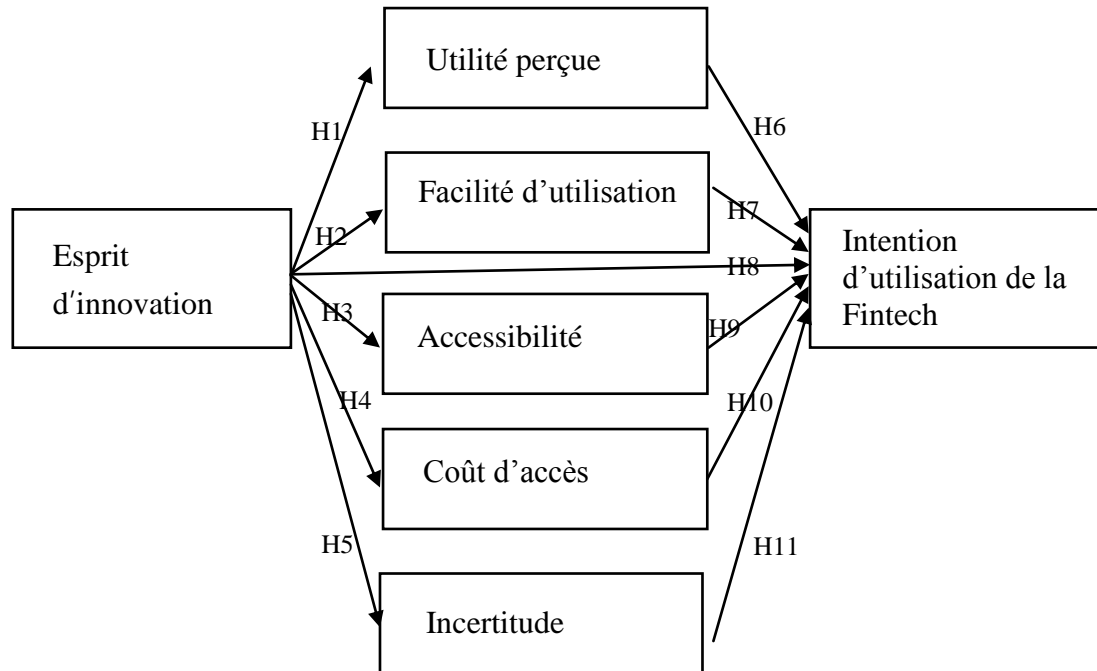 Utilité perçue
H1
H6
Facilité d’utilisation
H2
H7
Esprit
d’innovation
Intention
d’utilisation de la
Fintech
H8
H3
Accessibilité
H9
H4
H10
Coût d’accès
H5
H11
Incertitude